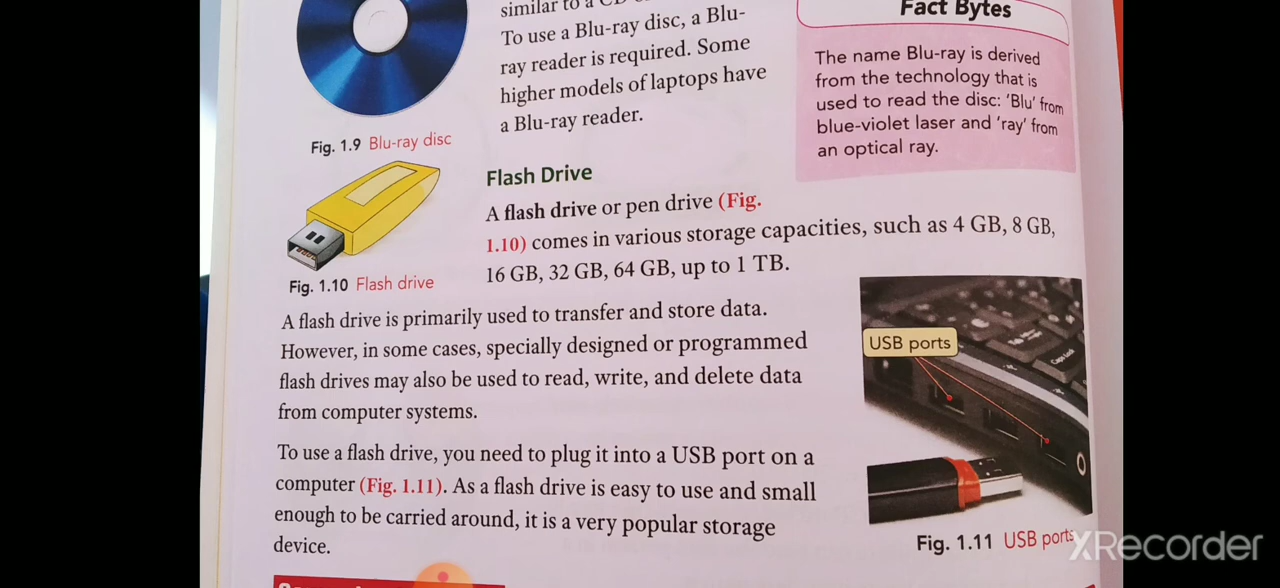 similar to a CD
To use a Blu-ray disc, a Blu-
ray reader is required. Some
higher models of laptops have
a Blu-ray reader.
Fig. 1.9 Blu-ray disc
Fact Bytes
The name Blu-ray is derived
from the technology that is
used to read the disc: 'Blu' from
blue-violet laser and 'ray' from
an optical ray.
Flash Drive
A flash drive or pen drive (Fig.
1.10) comes in various storage capacities, such as 4 GB, 8 GB,
16 GB, 32 GB, 64 GB, up to 1 TB.
Fig. 1.10 Flash drive
A flash drive is primarily used to transfer and store data.
However, in some cases, specially designed or programmed
flash drives may also be used to read, write, and delete data
from computer systems.
To use a flash drive, you need to plug it into a USB port on a
computer (Fig. 1.11). As a flash drive is easy to use and small
enough to be carried around, it is a very popular storage
device.
USB ports
Caps Lock
Fig. 1.11 USB ports
XRecorder